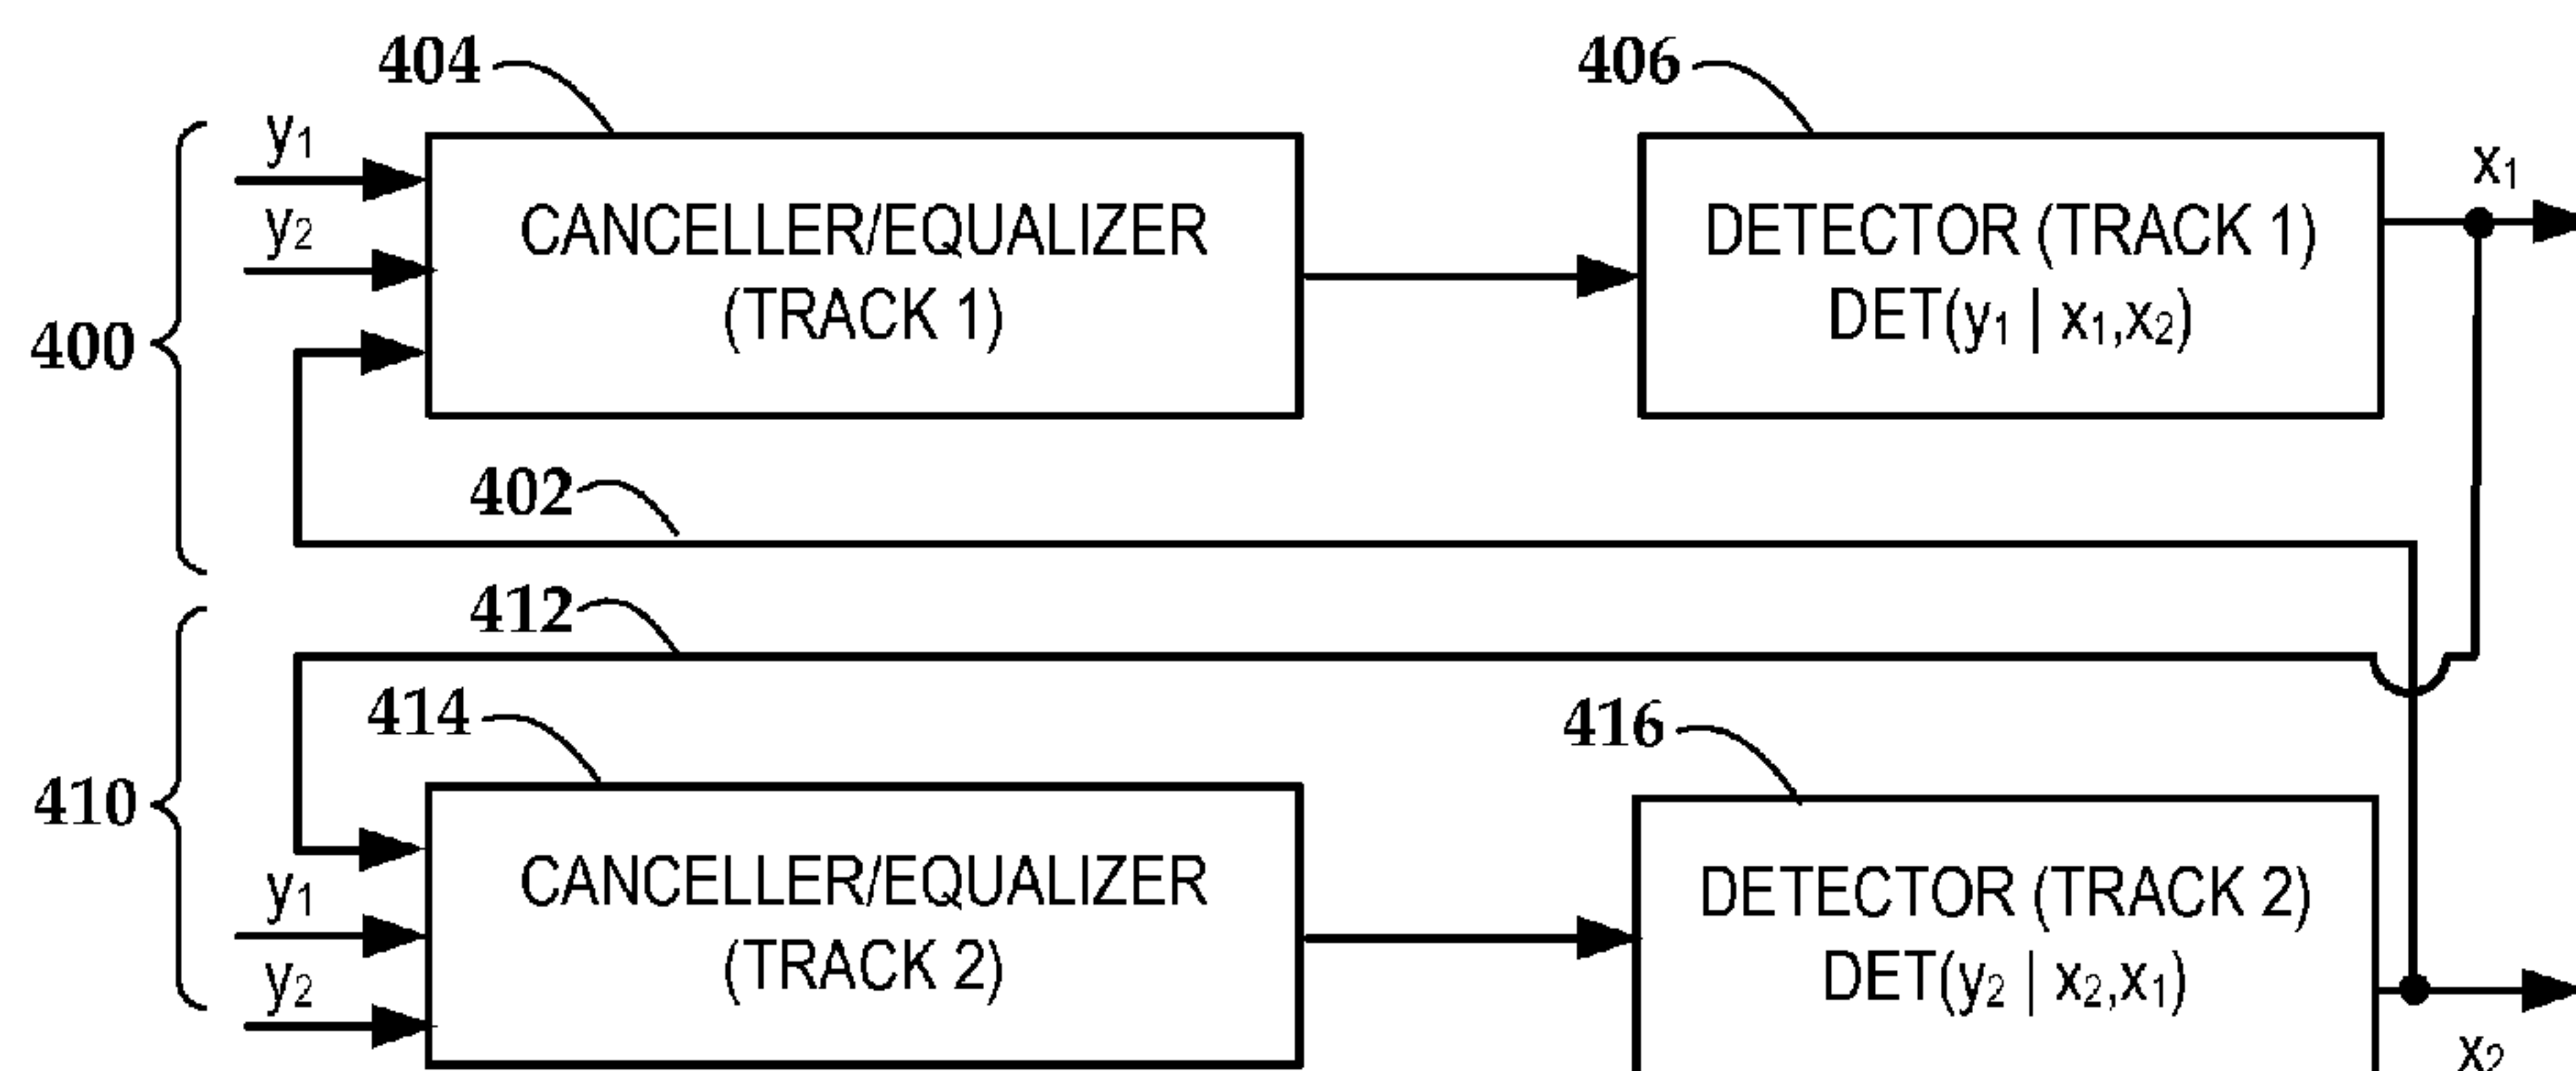 404
406
y₁
y₂
x₁
CANCELLER/EQUALIZER
(TRACK 1)
DETECTOR (TRACK 1)
DET(y₁ | x₁,x₂)
400
402
412
414
416
410
y₁
y₂
CANCELLER/EQUALIZER
(TRACK 2)
DETECTOR (TRACK 2)
DET(y₂ | x₂,x₁)
x₂